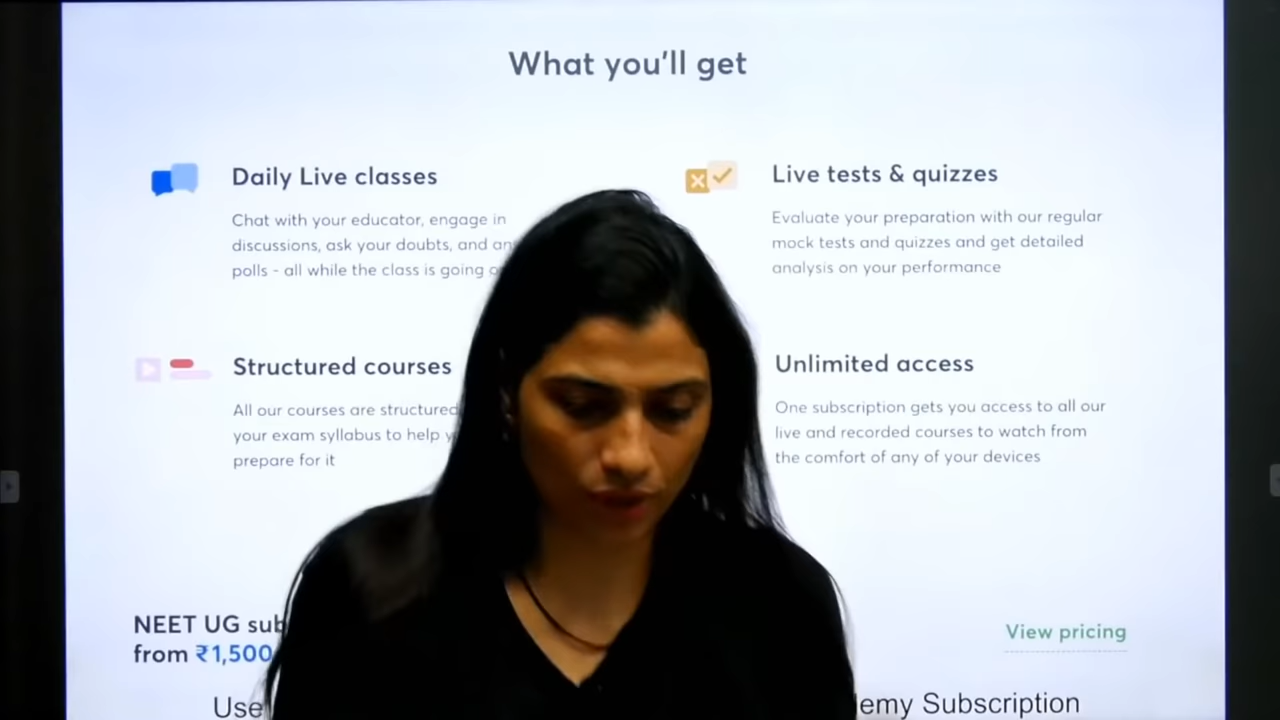 What you'll get
Daily Live classes
Chat with your educator, engage in
discussions, ask your doubts, and
polls - all while the class is going
Structured courses
All our courses are structured
your exam syllabus to help
prepare for it
Live tests & quizzes
Evaluate your preparation with our regular
mock tests and quizzes and get detailed
analysis on your performance
Unlimited access
One subscription gets you access to all our
live and recorded courses to watch from
the comfort of any of your devices
NEET UG
from ₹1,500
View pricing
Use
Subscription